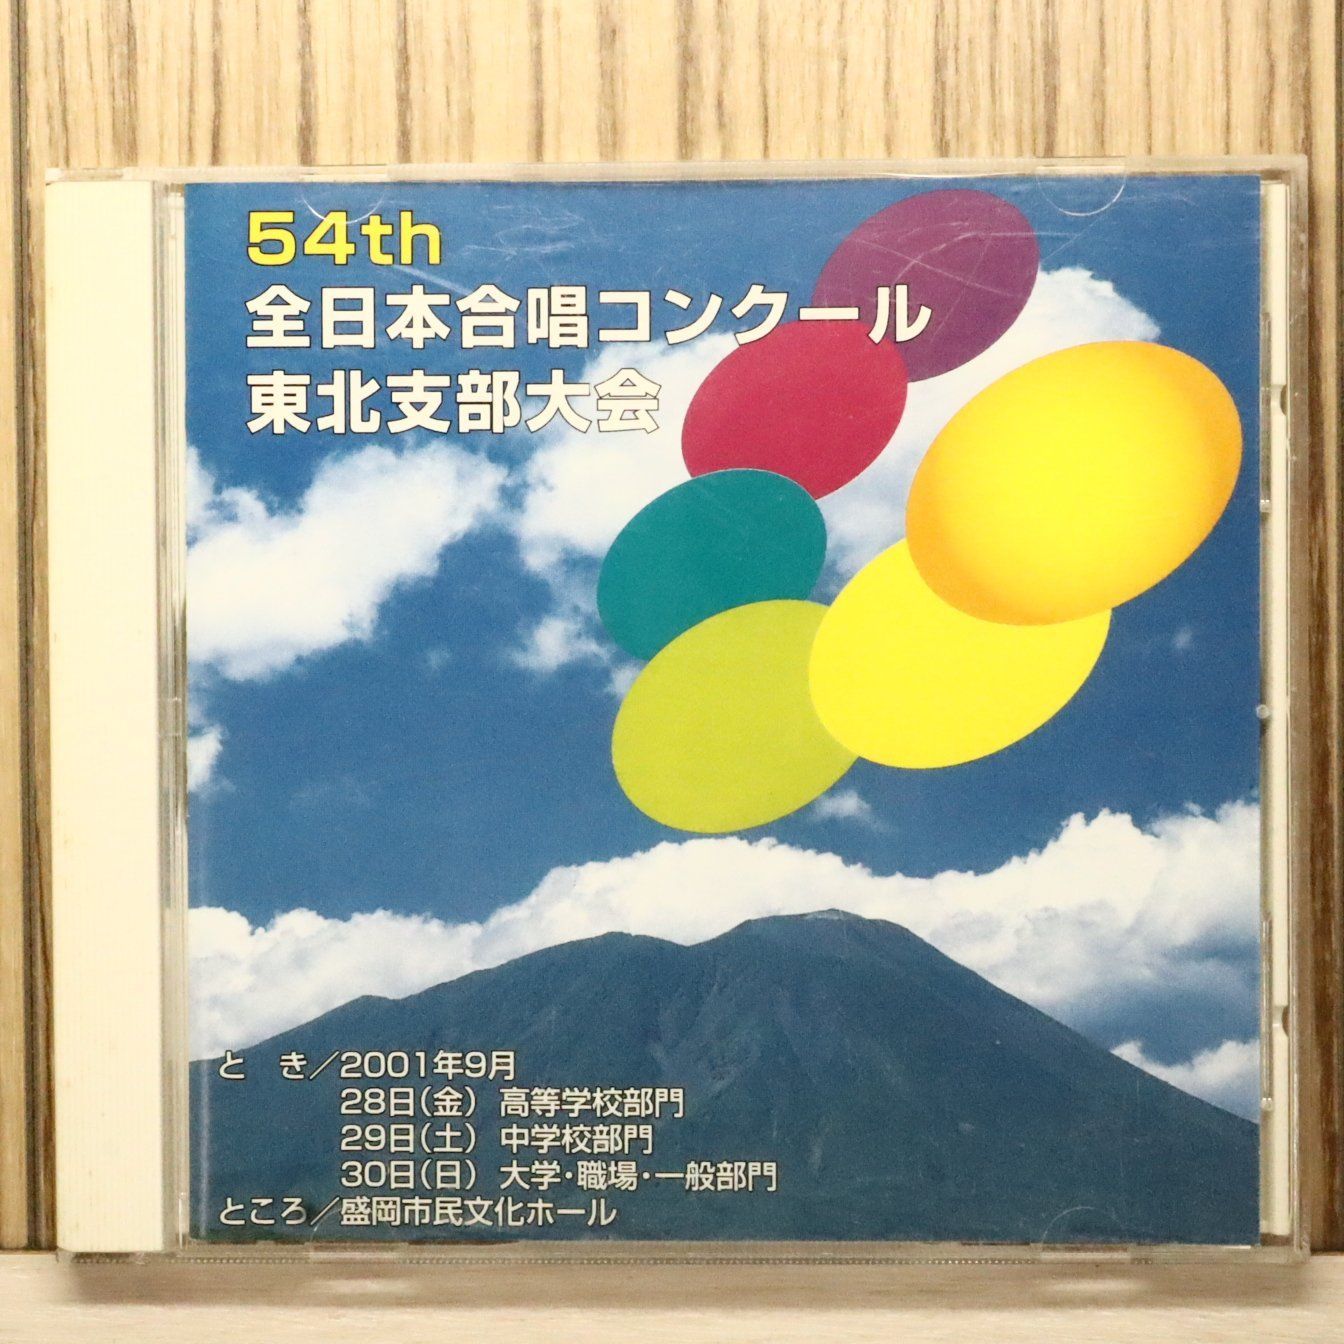 54th
全日本合唱コンクール
東北支部大会
と　き／2001年9月
28日(金) 高等学校部門
29日(土) 中学校部門
30日(日) 大学・職場・一般部門
ところ／盛岡市民文化ホール